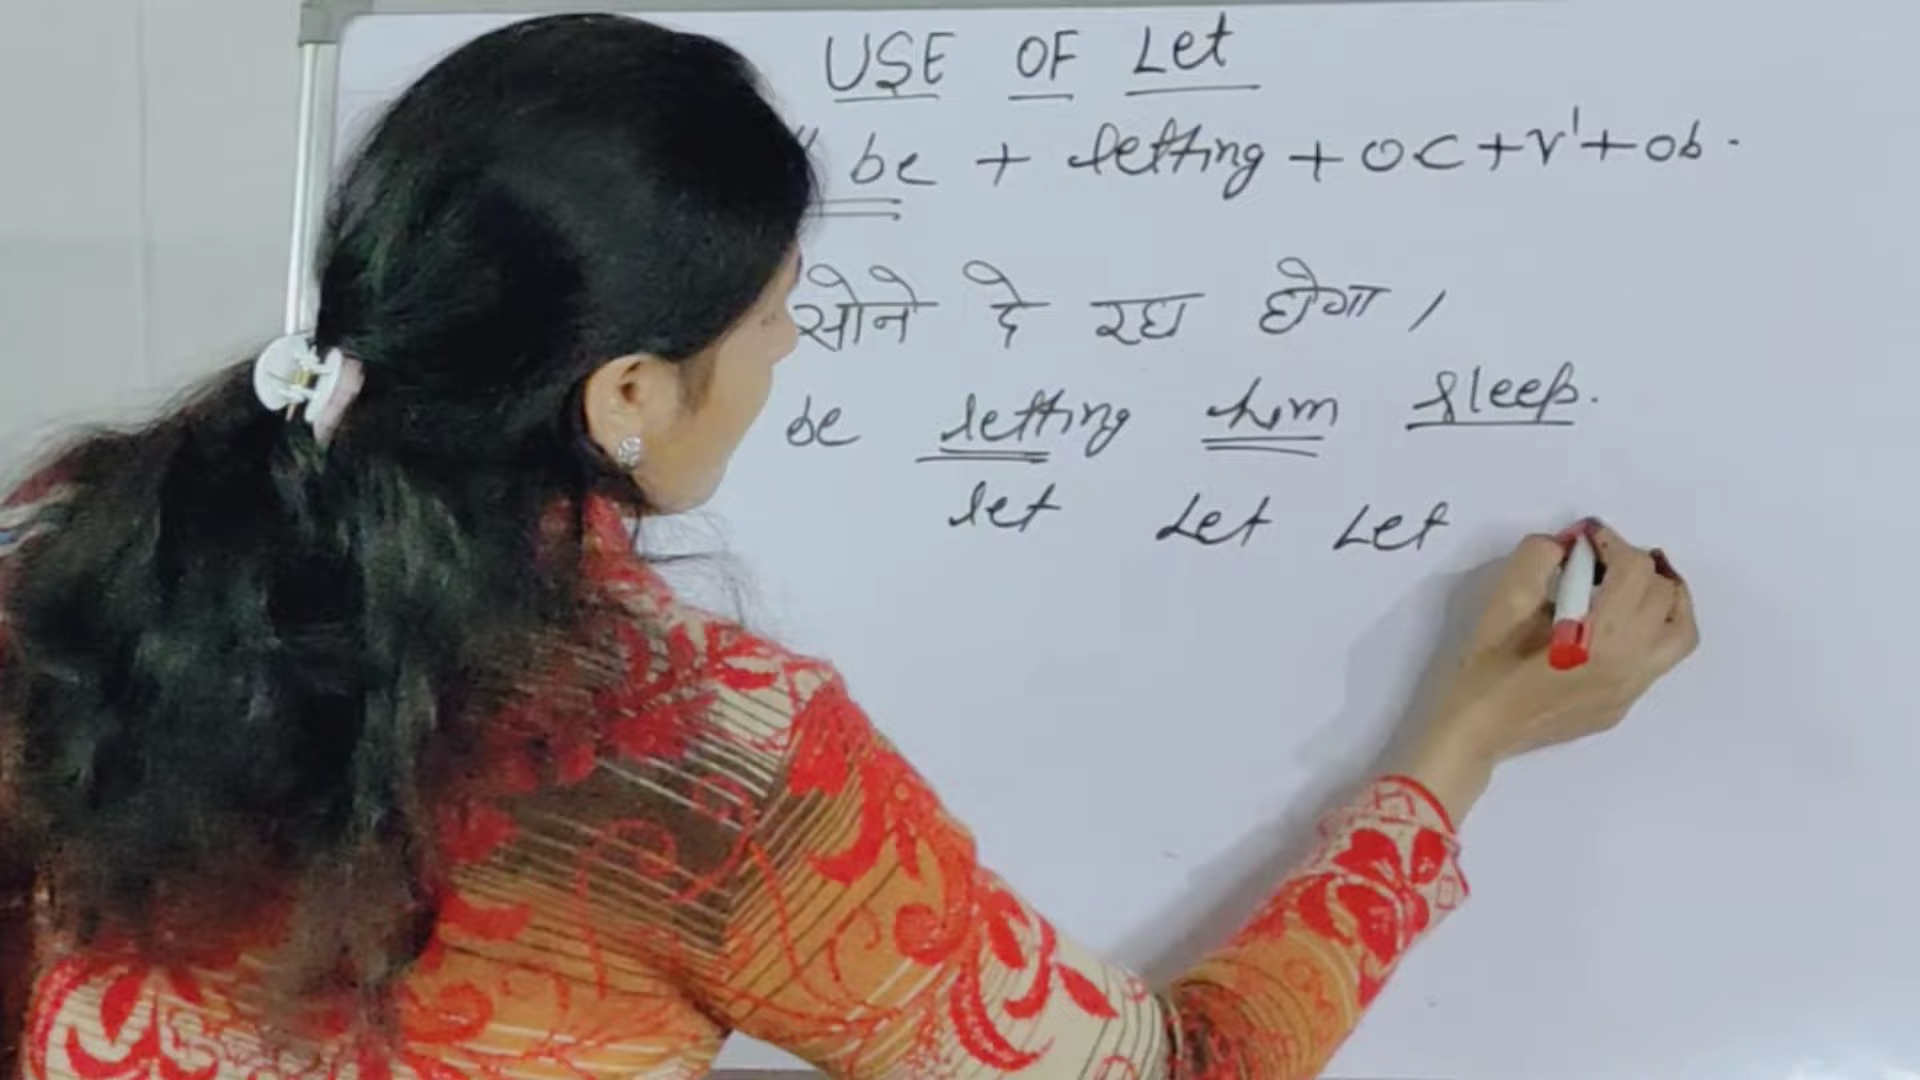 USE OF Let
be + letting + OC + V¹ + ob.
सोने दे रहा होगा,
be letting him sleep.
let Let Let